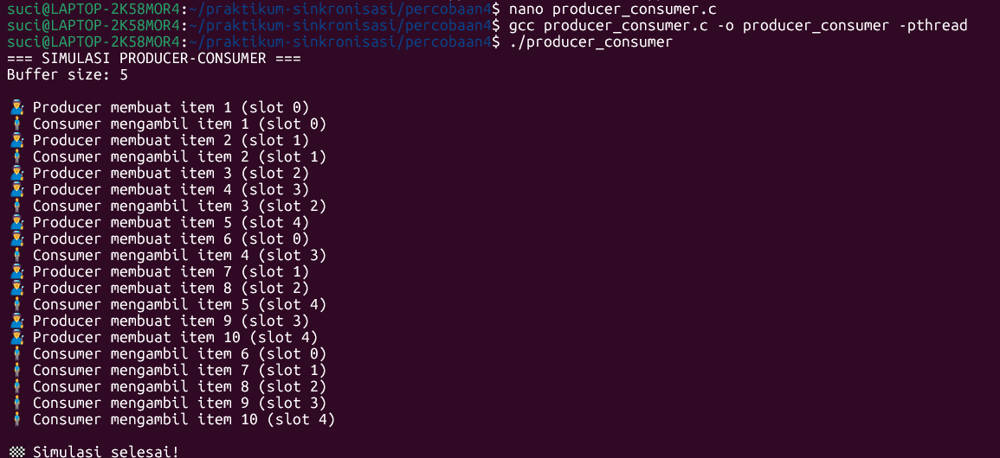 suci@LAPTOP-2K58MOR4:~/praktikum-sinkronisasi/percobaan4$ nano producer_consumer.c
suci@LAPTOP-2K58MOR4:~/praktikum-sinkronisasi/percobaan4$ gcc producer_consumer.c -o producer_consumer -pthread
suci@LAPTOP-2K58MOR4:~/praktikum-sinkronisasi/percobaan4$ ./producer_consumer
=== SIMULASI PRODUCER-CONSUMER ===
Buffer size: 5
Producer membuat item 1 (slot 0)
Consumer mengambil item 1 (slot 0)
Producer membuat item 2 (slot 1)
Consumer mengambil item 2 (slot 1)
Producer membuat item 3 (slot 2)
Producer membuat item 4 (slot 3)
Consumer mengambil item 3 (slot 2)
Producer membuat item 5 (slot 4)
Producer membuat item 6 (slot 0)
Consumer mengambil item 4 (slot 3)
Producer membuat item 7 (slot 1)
Producer membuat item 8 (slot 2)
Consumer mengambil item 5 (slot 4)
Producer membuat item 9 (slot 3)
Producer membuat item 10 (slot 4)
Consumer mengambil item 6 (slot 0)
Consumer mengambil item 7 (slot 1)
Consumer mengambil item 8 (slot 2)
Consumer mengambil item 9 (slot 3)
Consumer mengambil item 10 (slot 4)
Simulasi selesai!